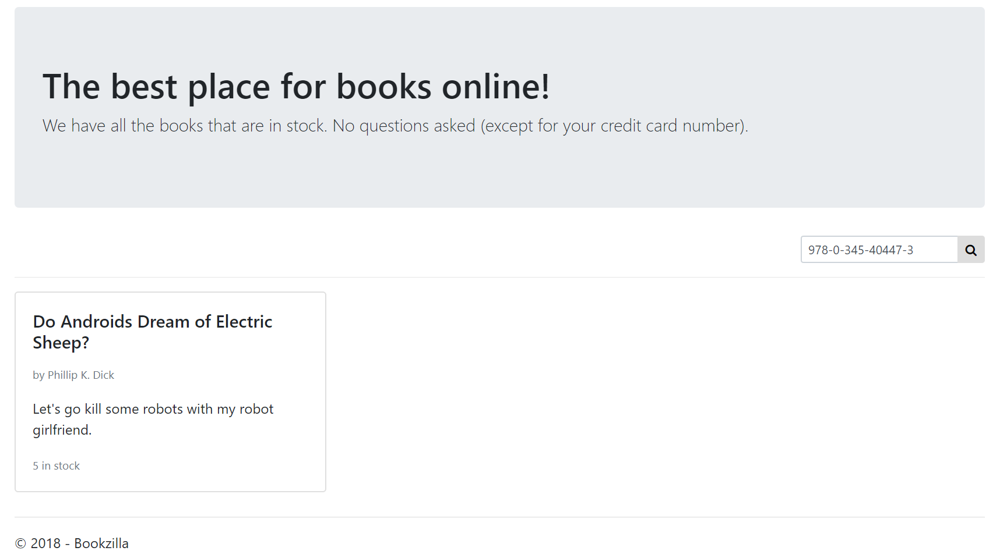 The best place for books online!
We have all the books that are in stock. No questions asked (except for your credit card number).
978-0-345-40447-3
Do Androids Dream of Electric
Sheep?
by Phillip K. Dick
Let's go kill some robots with my robot
girlfriend.
5 in stock
© 2018 - Bookzilla